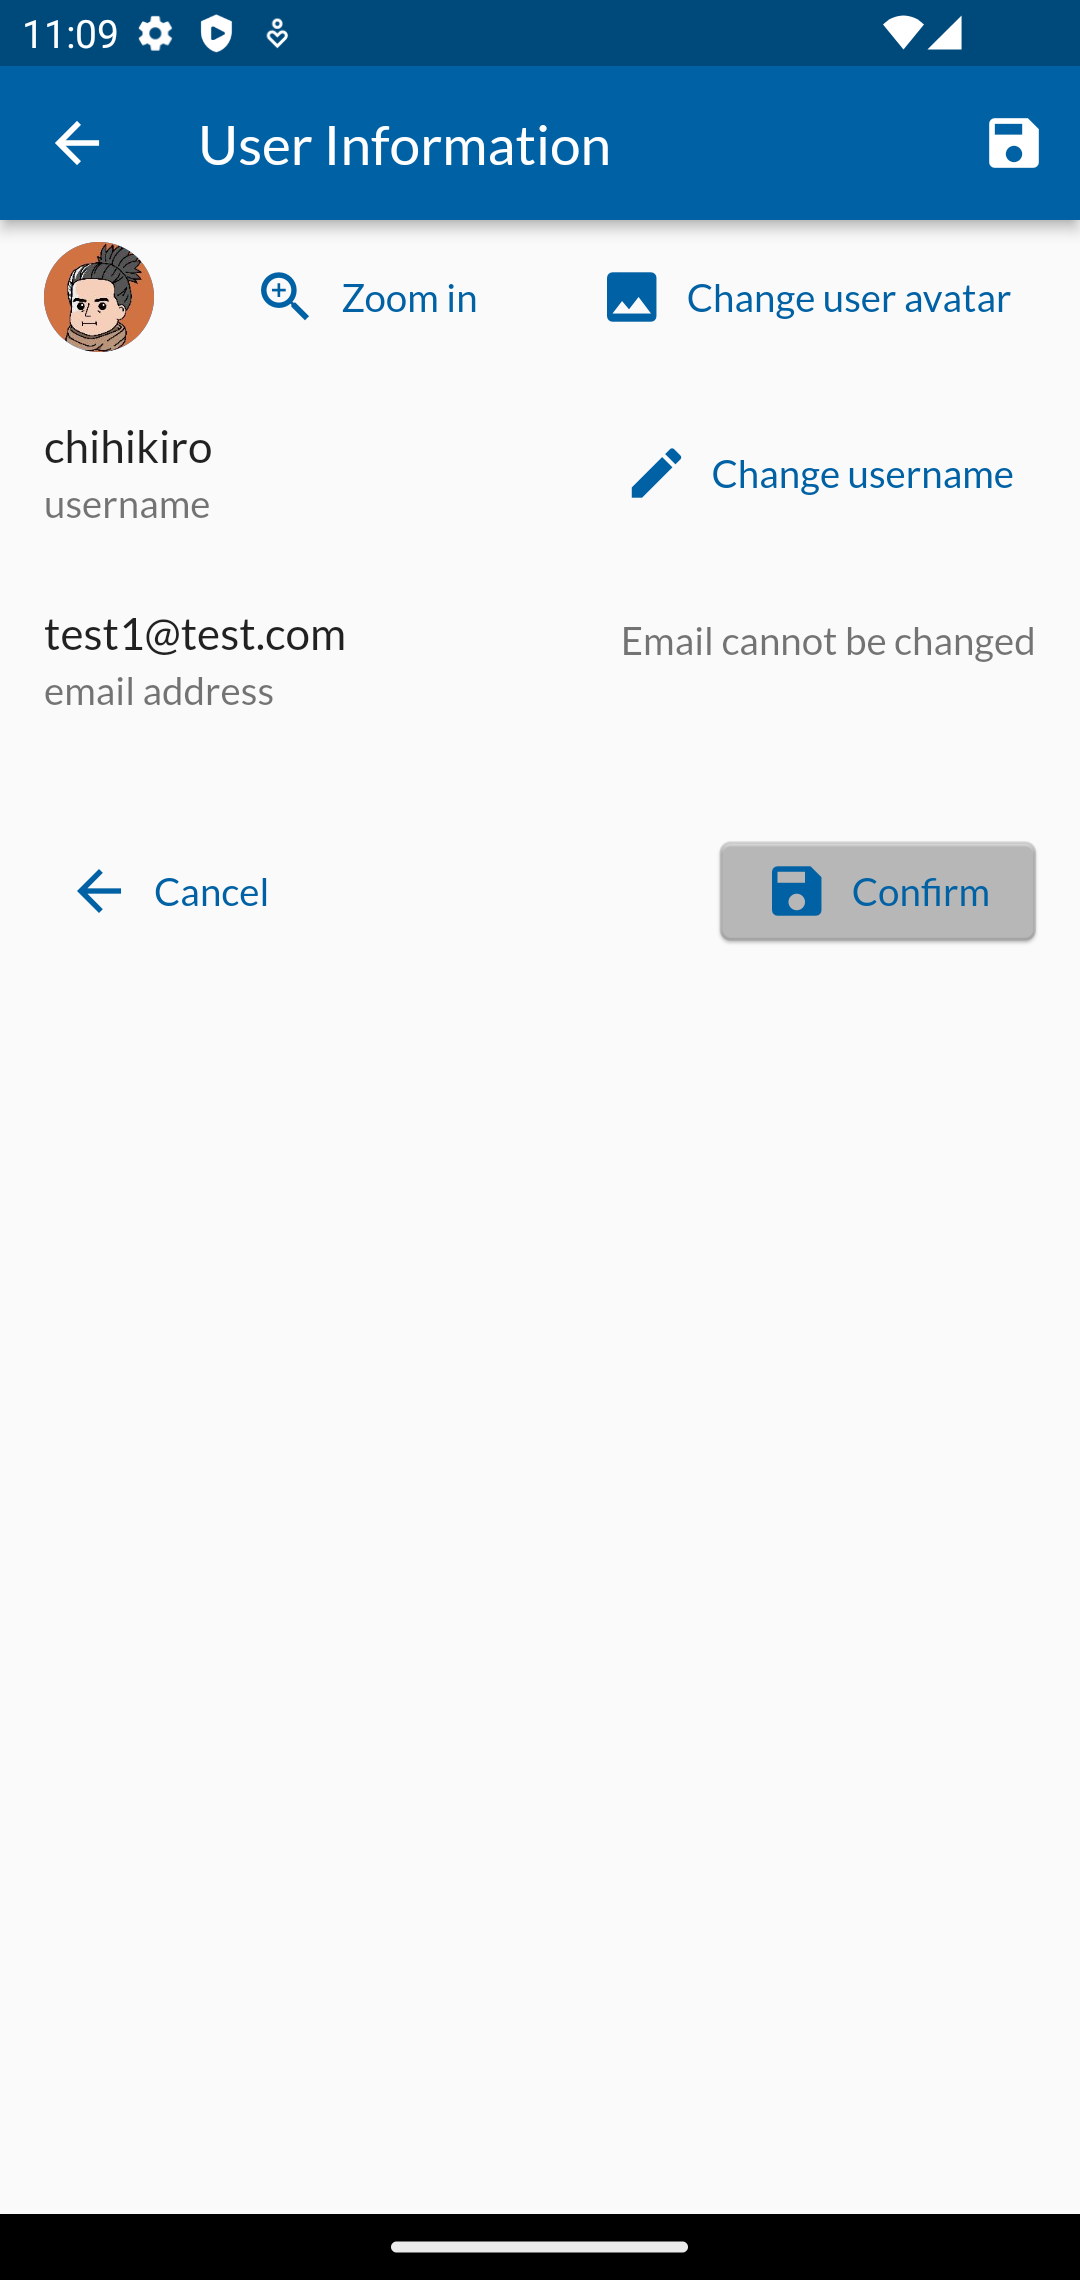 11:09
User Information
Zoom in
Change user avatar
chihikiro
username
Change username
test1@test.com
email address
Email cannot be changed
Cancel
Confirm